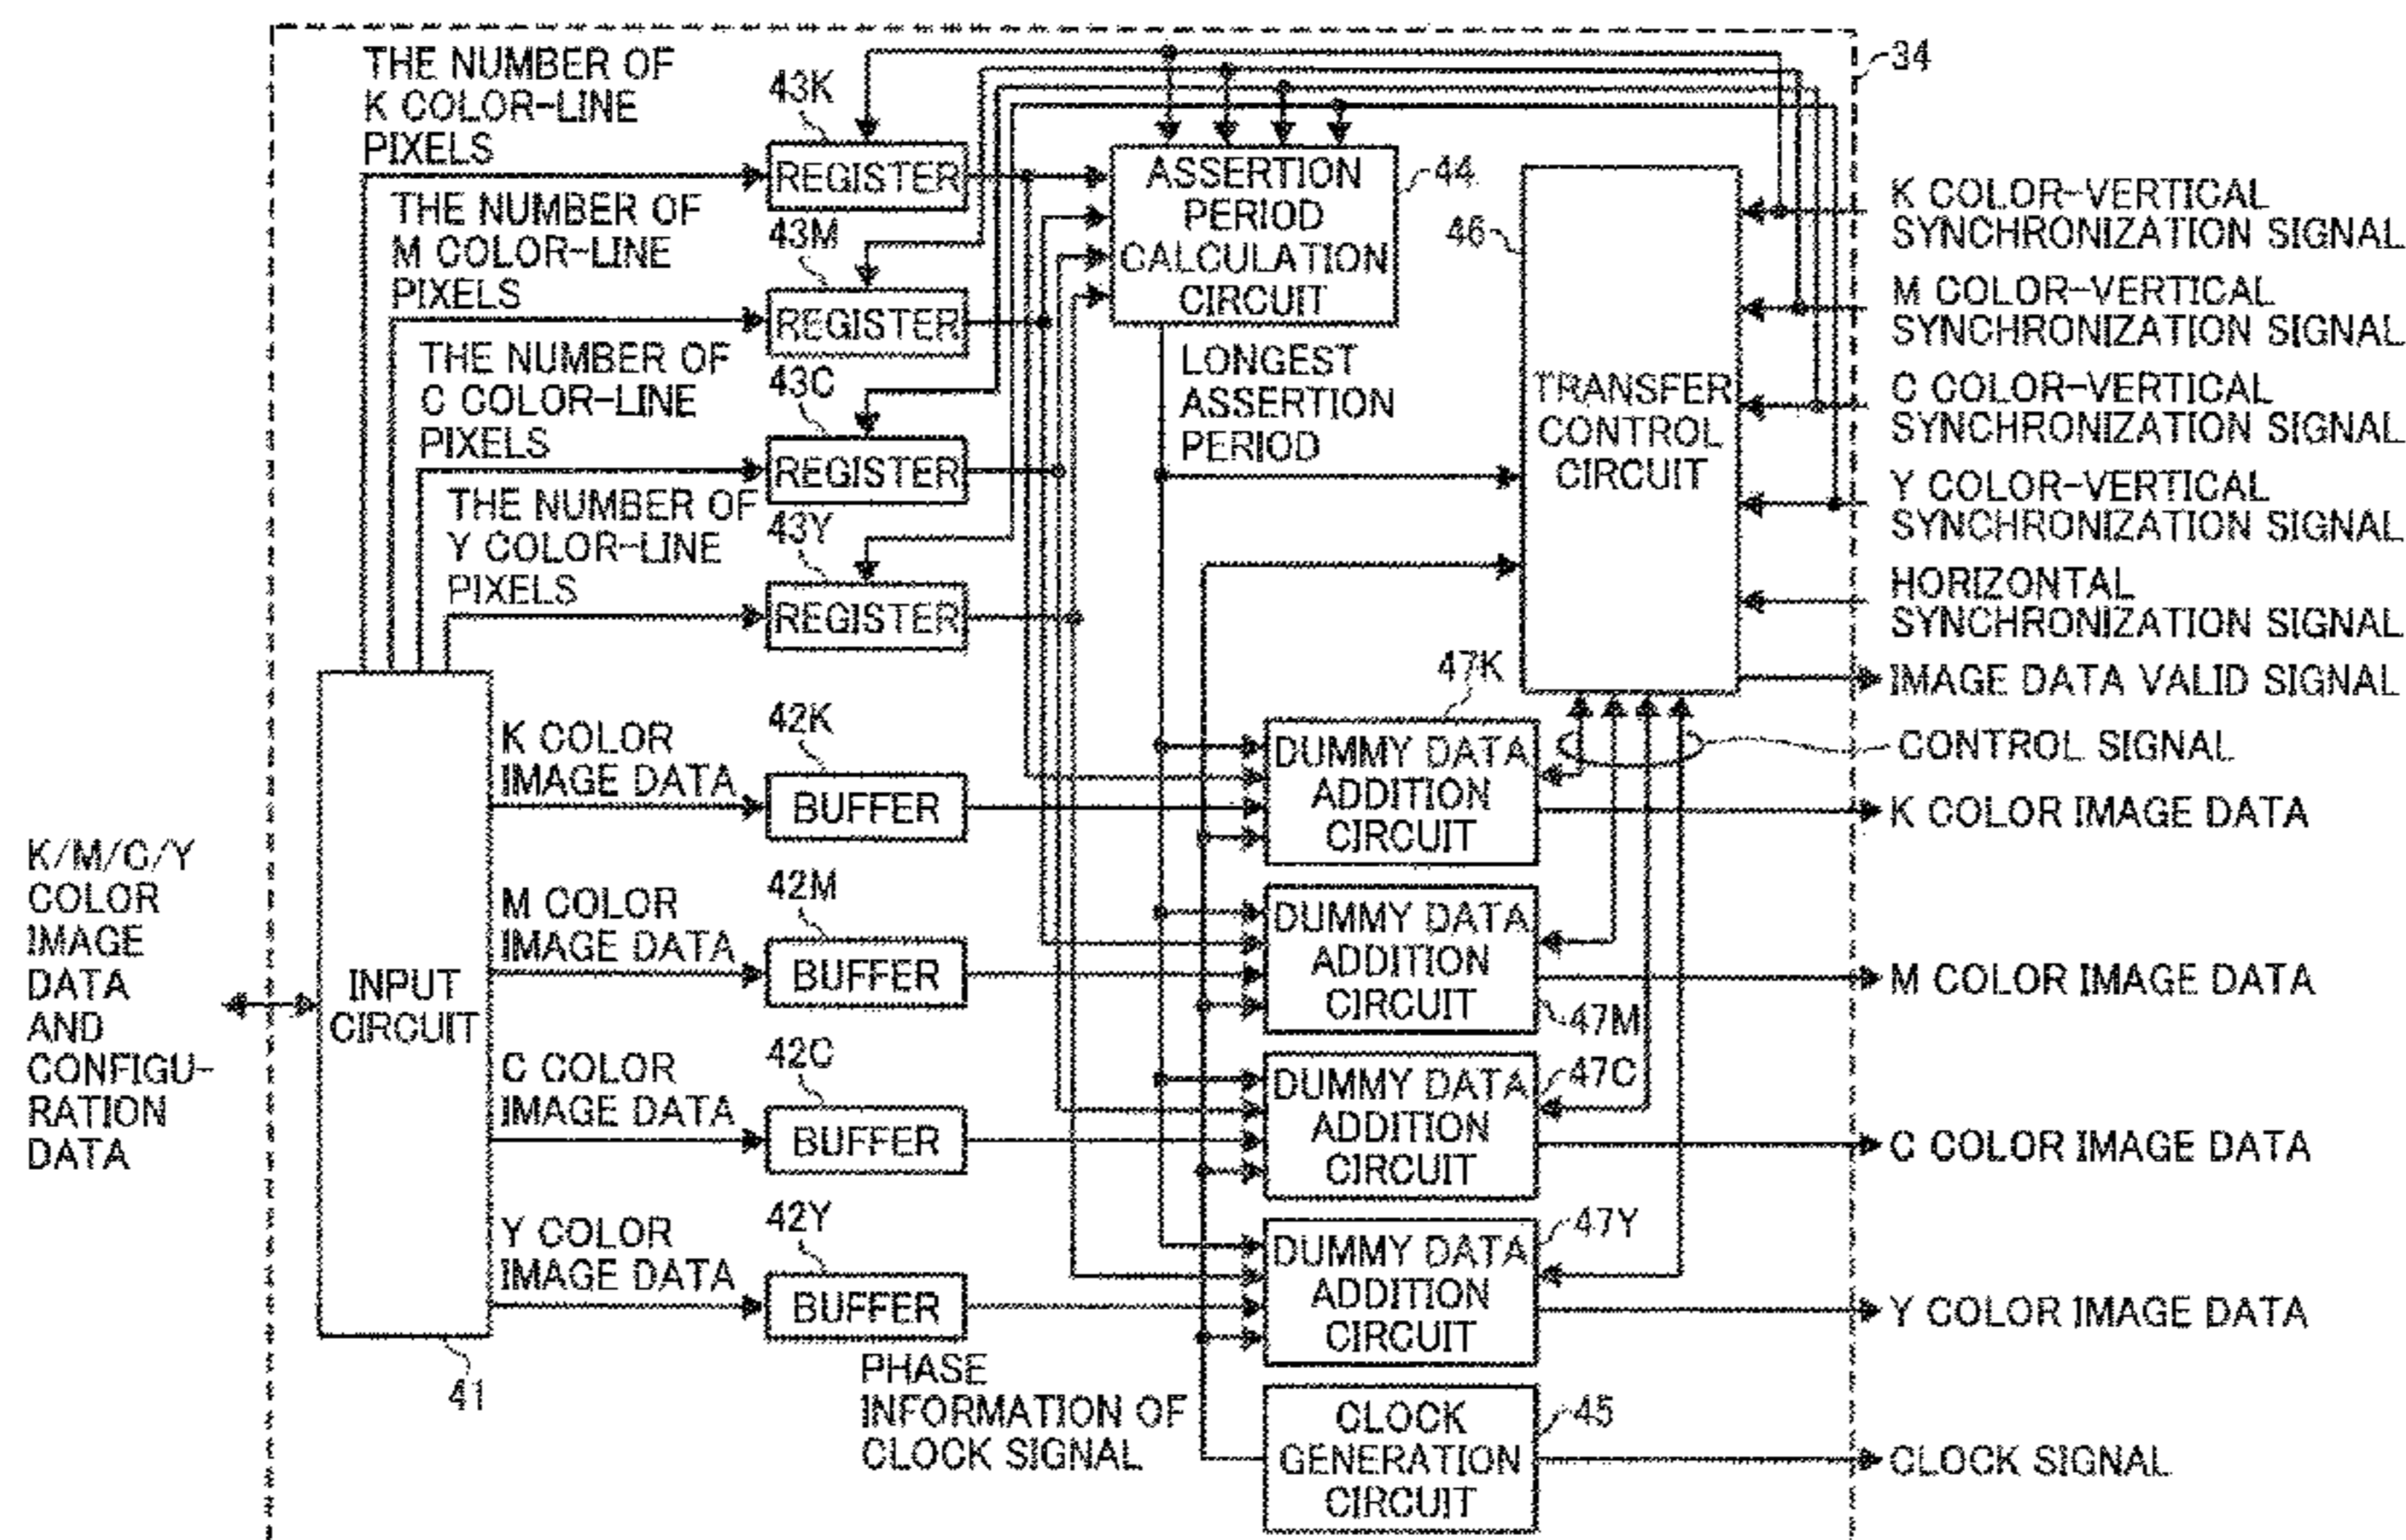 THE NUMBER OF
K COLOR-LINE
PIXELS
THE NUMBER OF
M COLOR-LINE
PIXELS
THE NUMBER OF
C COLOR-LINE
PIXELS
THE NUMBER OF
Y COLOR-LINE
PIXELS
43K
REGISTER
43M
REGISTER
43C
REGISTER
43Y
REGISTER
ASSERTION
PERIOD
CALCULATION
CIRCUIT
44
LONGEST
ASSERTION
PERIOD
46
TRANSFER
CONTROL
CIRCUIT
34
K COLOR-VERTICAL
SYNCHRONIZATION SIGNAL
M COLOR-VERTICAL
SYNCHRONIZATION SIGNAL
C COLOR-VERTICAL
SYNCHRONIZATION SIGNAL
Y COLOR-VERTICAL
SYNCHRONIZATION SIGNAL
HORIZONTAL
SYNCHRONIZATION SIGNAL
IMAGE DATA VALID SIGNAL
CONTROL SIGNAL
K/M/C/Y
COLOR
IMAGE
DATA
AND
CONFIGU-
RATION
DATA
INPUT
CIRCUIT
41
K COLOR
IMAGE DATA
42K
BUFFER
47K
DUMMY DATA
ADDITION
CIRCUIT
K COLOR IMAGE DATA
M COLOR
IMAGE DATA
42M
BUFFER
DUMMY DATA
ADDITION
CIRCUIT
47M
M COLOR IMAGE DATA
C COLOR
IMAGE DATA
42C
BUFFER
DUMMY DATA
ADDITION
CIRCUIT
47C
C COLOR IMAGE DATA
Y COLOR
IMAGE DATA
42Y
BUFFER
DUMMY DATA
ADDITION
CIRCUIT
47Y
Y COLOR IMAGE DATA
PHASE
INFORMATION OF
CLOCK SIGNAL
CLOCK
GENERATION
CIRCUIT
45
CLOCK SIGNAL